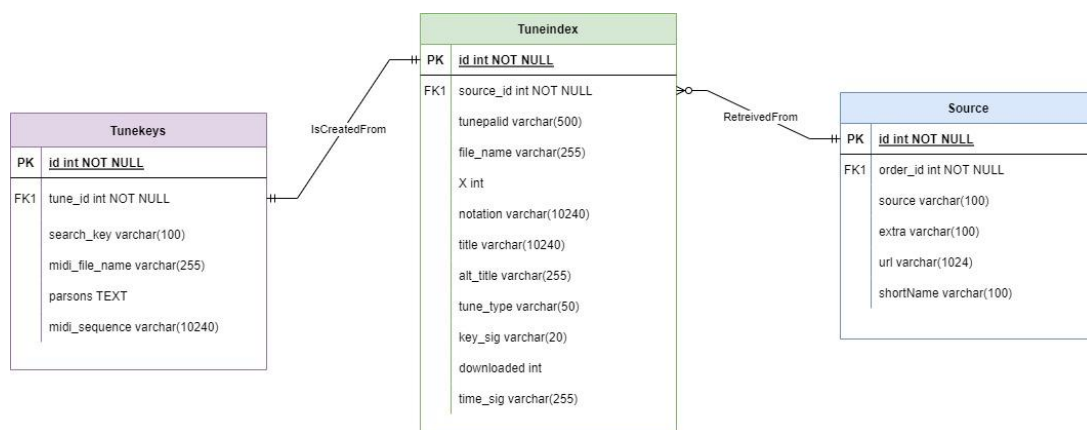 Tuneindex
PK id int NOT NULL
FK1 source_id int NOT NULL
tunepalid varchar(500)
file_name varchar(255)
X int
notation varchar(10240)
title varchar(10240)
alt_title varchar(255)
tune_type varchar(50)
key_sig varchar(20)
downloaded int
time_sig varchar(255)
IsCreatedFrom
Tunekeys
PK id int NOT NULL
FK1 tune_id int NOT NULL
search_key varchar(100)
midi_file_name varchar(255)
parsons TEXT
midi_sequence varchar(10240)
RetreivedFrom
Source
PK id int NOT NULL
FK1 order_id int NOT NULL
source varchar(100)
extra varchar(100)
url varchar(1024)
shortName varchar(100)